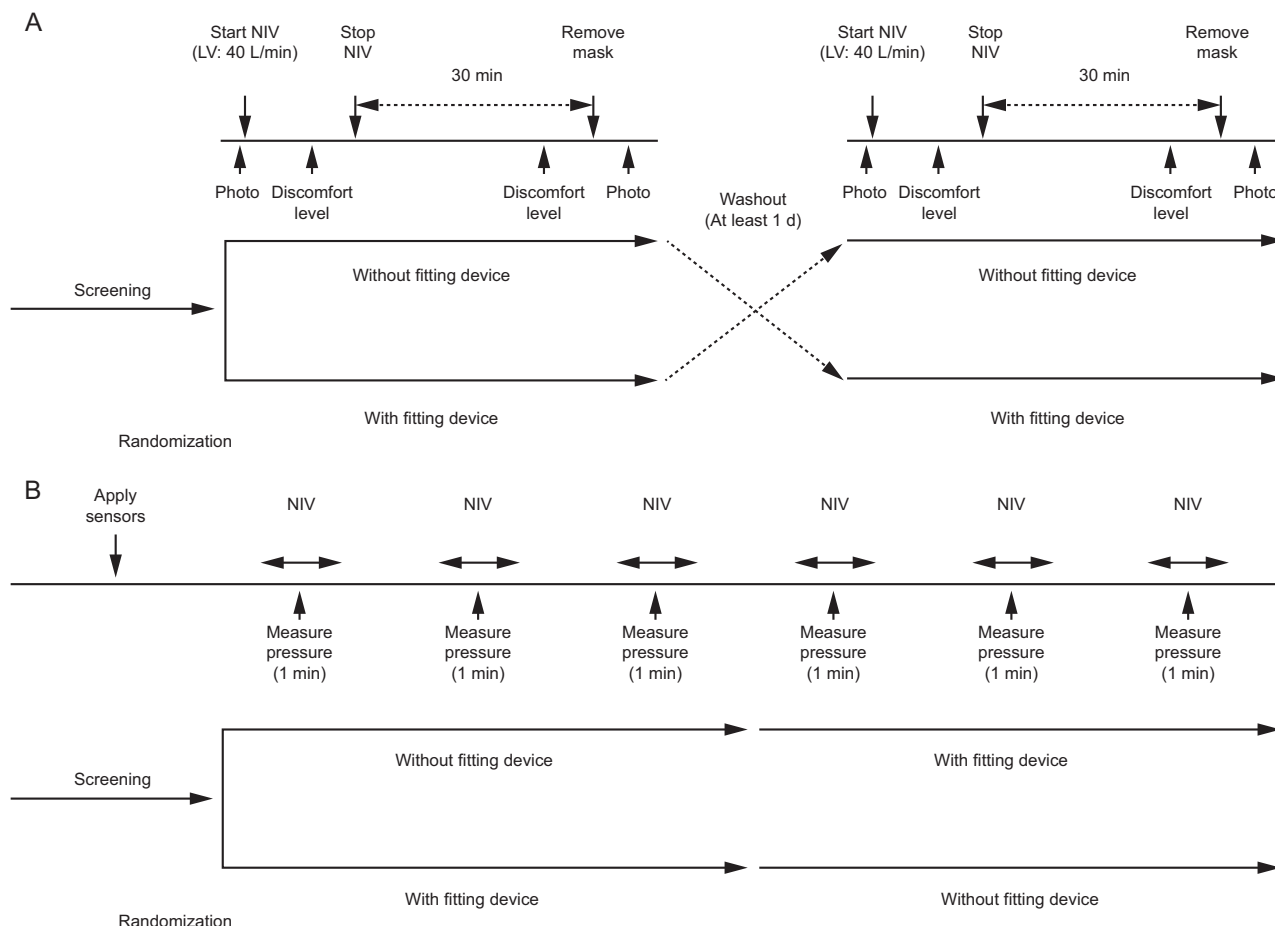 A
Start NIV
(LV: 40 L/min)
Stop
NIV
30 min
Remove
mask
Start NIV
(LV: 40 L/min)
Stop
NIV
30 min
Remove
mask
Photo
Discomfort
level
Discomfort
level
Photo
Washout
(At least 1 d)
Photo
Discomfort
level
Discomfort
level
Photo
Screening
Without fitting device
Without fitting device
With fitting device
With fitting device
Randomization
B
Apply
sensors
NIV
NIV
NIV
NIV
NIV
NIV
Measure
pressure
(1 min)
Measure
pressure
(1 min)
Measure
pressure
(1 min)
Measure
pressure
(1 min)
Measure
pressure
(1 min)
Measure
pressure
(1 min)
Screening
Without fitting device
With fitting device
With fitting device
Without fitting device
Randomization